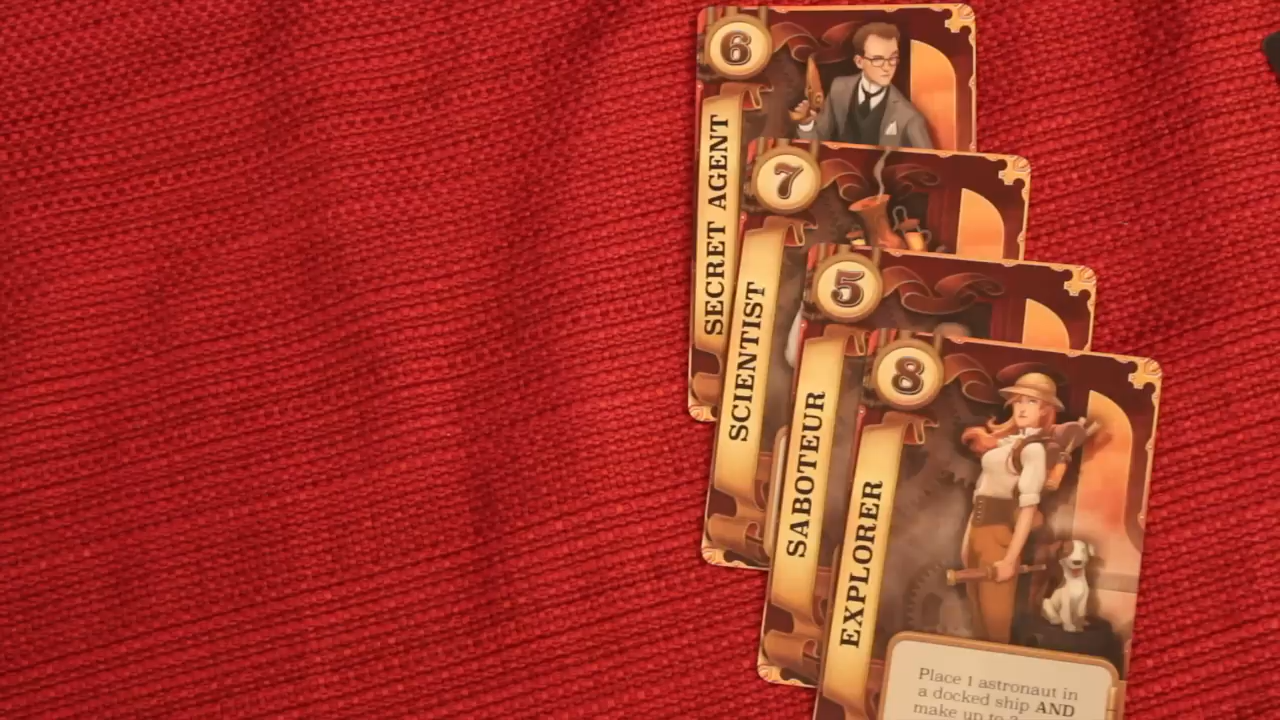 6
SECRET AGENT
7
SCIENTIST
5
SABOTEUR
8
EXPLORER
Place 1 astronaut in
a docked ship AND
make up to